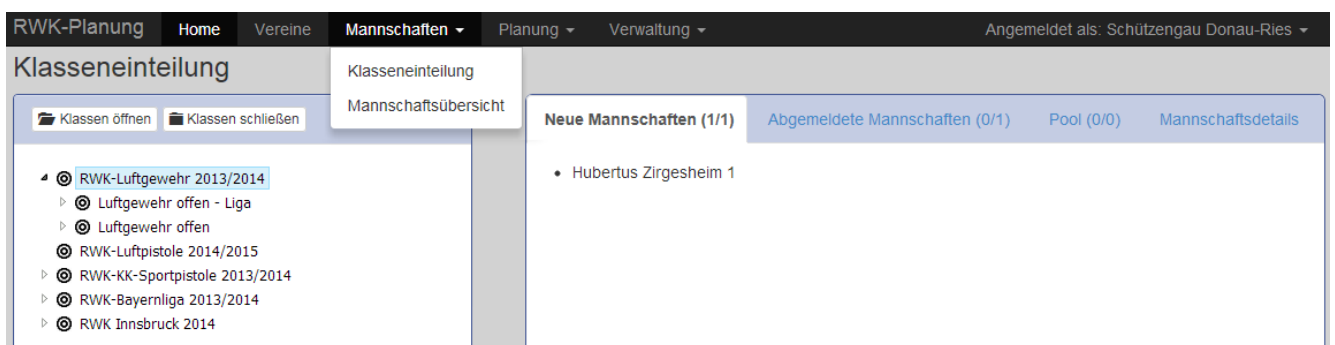 RWK-Planung Home Vereine Mannschaften Planung Verwaltung Angemeldet als: Schützengau Donau-Ries
Klasseneinteilung
Klasseneinteilung
Mannschaftsübersicht
Klassen öffnen Klassen schließen
Neue Mannschaften (1/1) Abgemeldete Mannschaften (0/1) Pool (0/0) Mannschaftsdetails
RWK-Luftgewehr 2013/2014
Luftgewehr offen - Liga
Luftgewehr offen
RWK-Luftpistole 2014/2015
RWK-KK-Sportpistole 2013/2014
RWK-Bayernliga 2013/2014
RWK Innsbruck 2014
Hubertus Zirgesheim 1